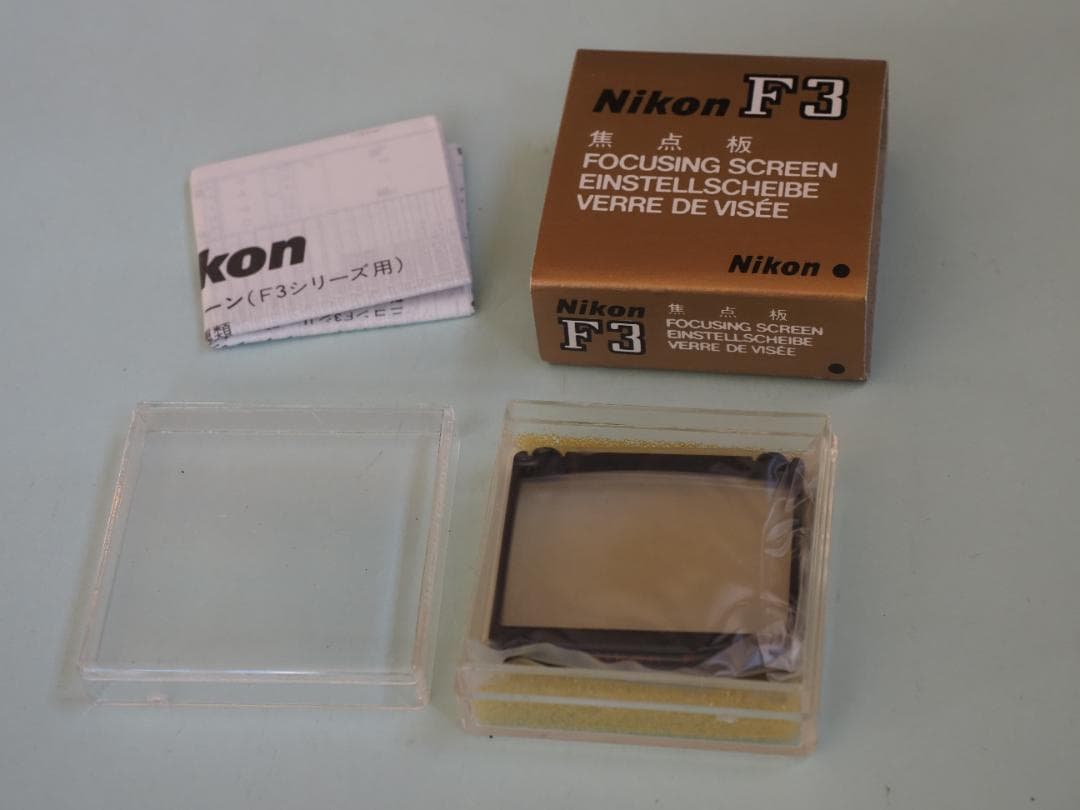 Nikon F3
焦 点 板
FOCUSING SCREEN
EINSTELLSCHEIBE
VERRE DE VISÉE
Nikon
Nikon
F3
焦 点 板
FOCUSING SCREEN
EINSTELLSCHEIBE
VERRE DE VISÉE
kon
ーン(F3シリーズ用)
類